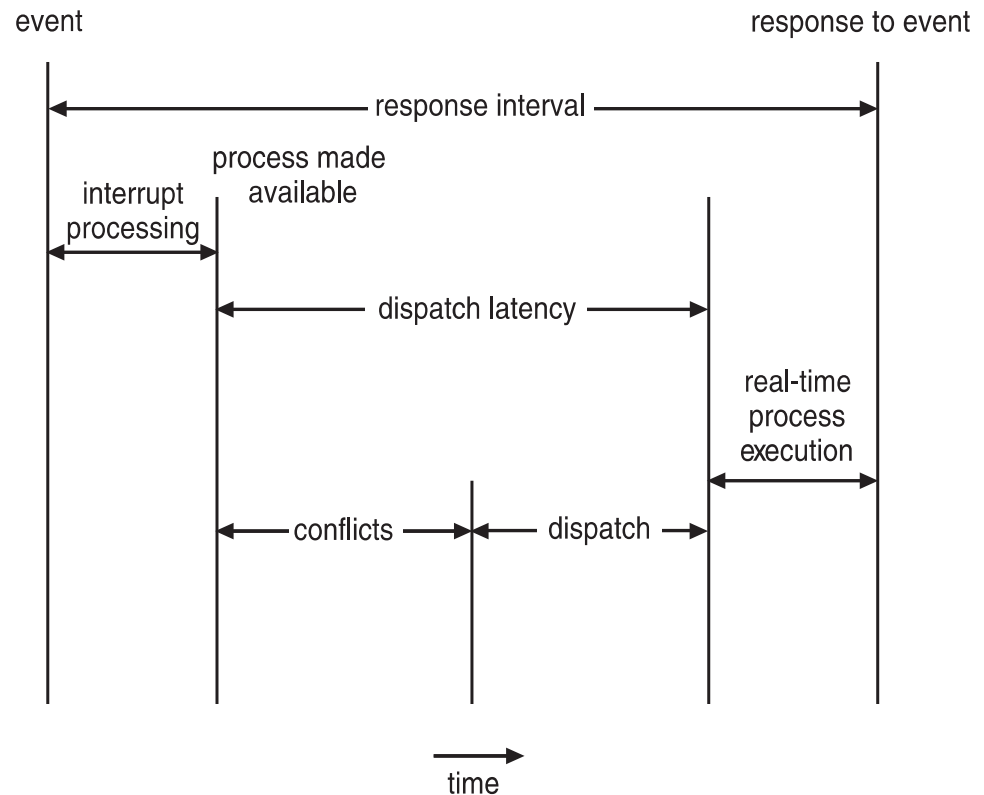 event
response to event
response interval
process made
available
interrupt
processing
dispatch latency
real-time
process
execution
conflicts
dispatch
time